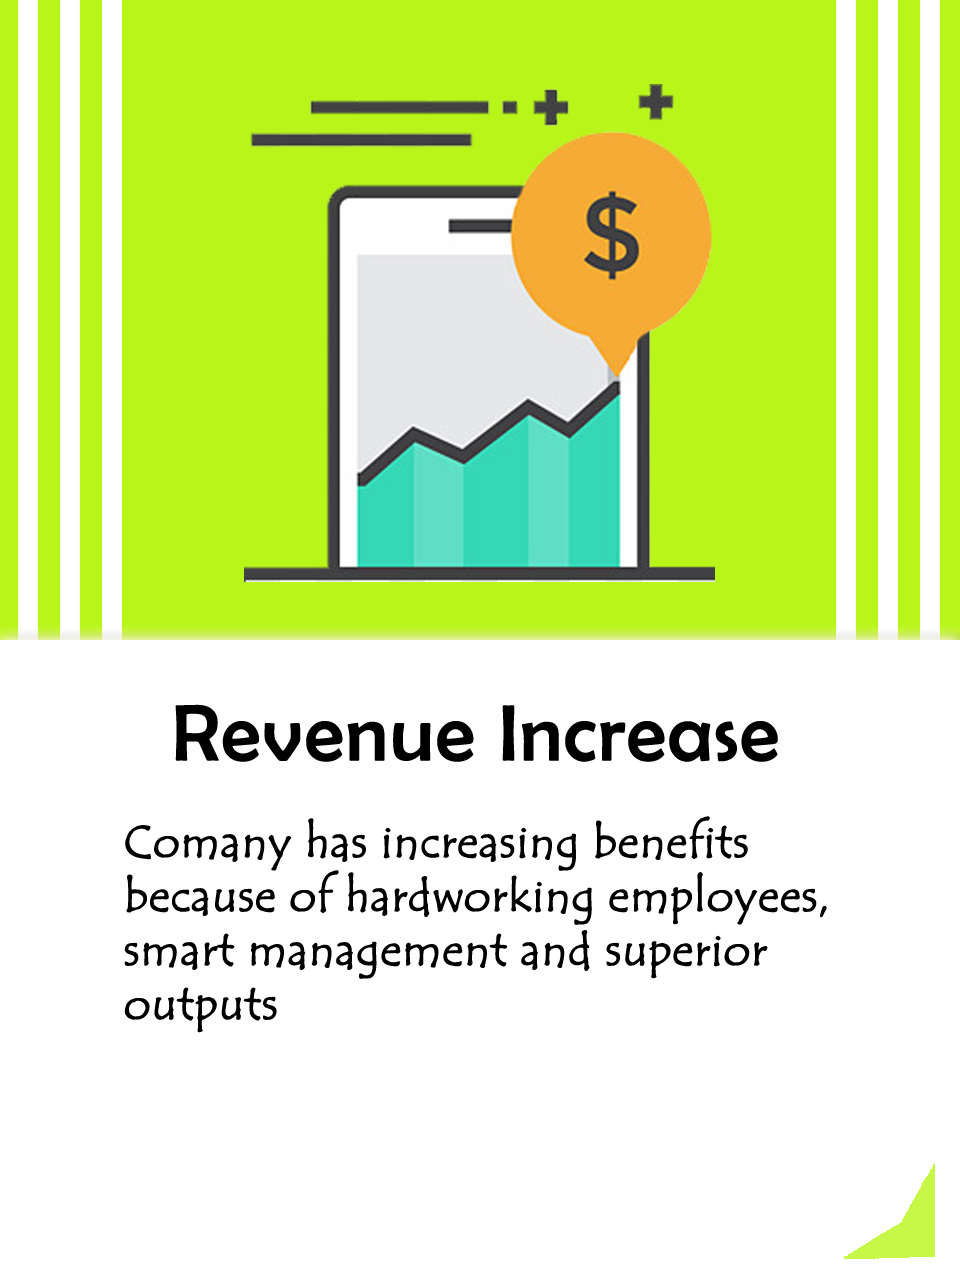 $
Revenue Increase
Comany has increasing benefits
because of hardworking employees,
smart management and superior
outputs